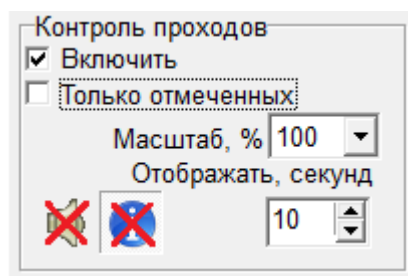 Контроль проходов
Включить
Только отмеченных
Масштаб, % 100
Отображать, секунд
10